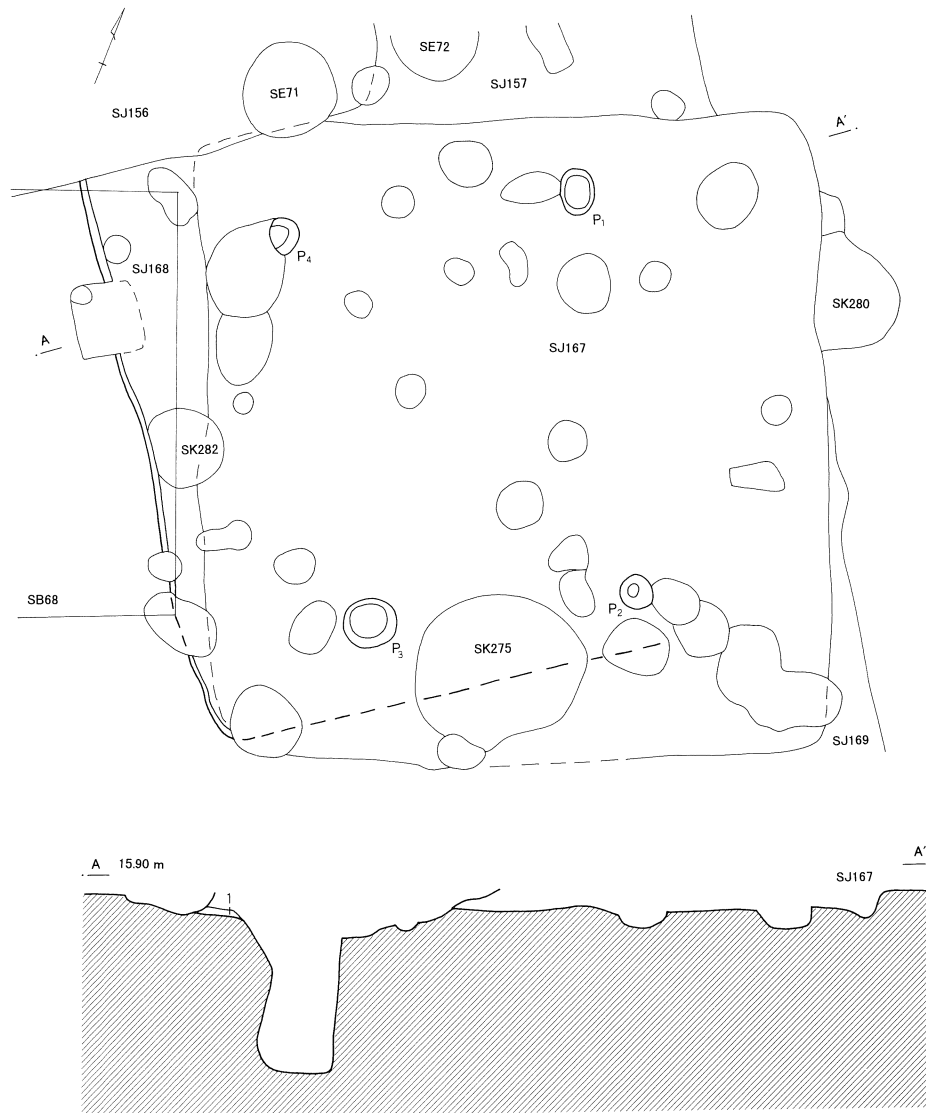 SE72
SE71
SJ157
SJ156
A'
P1
P4
SJ168
SK280
A
SJ167
SK282
SB68
P2
P3
SK275
SJ169
A 15.90 m
A'
SJ167
1